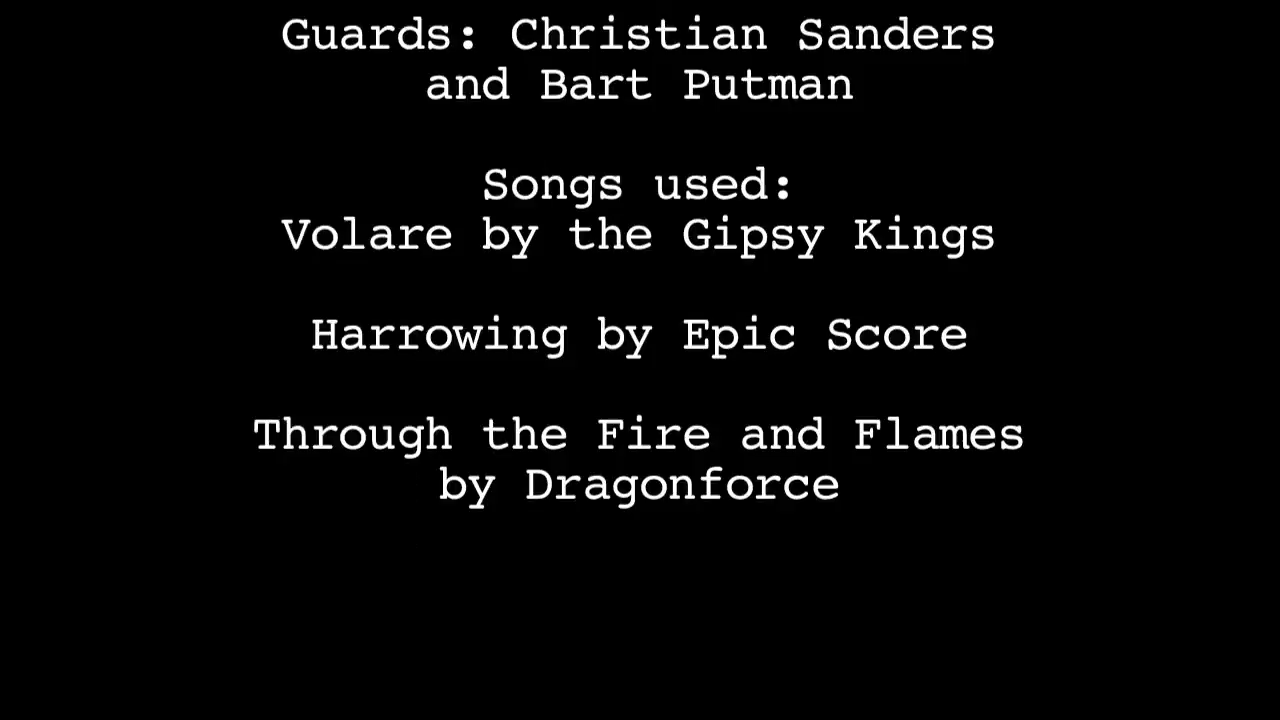 Guards: Christian Sanders
and Bart Putman
Songs used:
Volare by the Gipsy Kings
Harrowing by Epic Score
Through the Fire and Flames
by Dragonforce